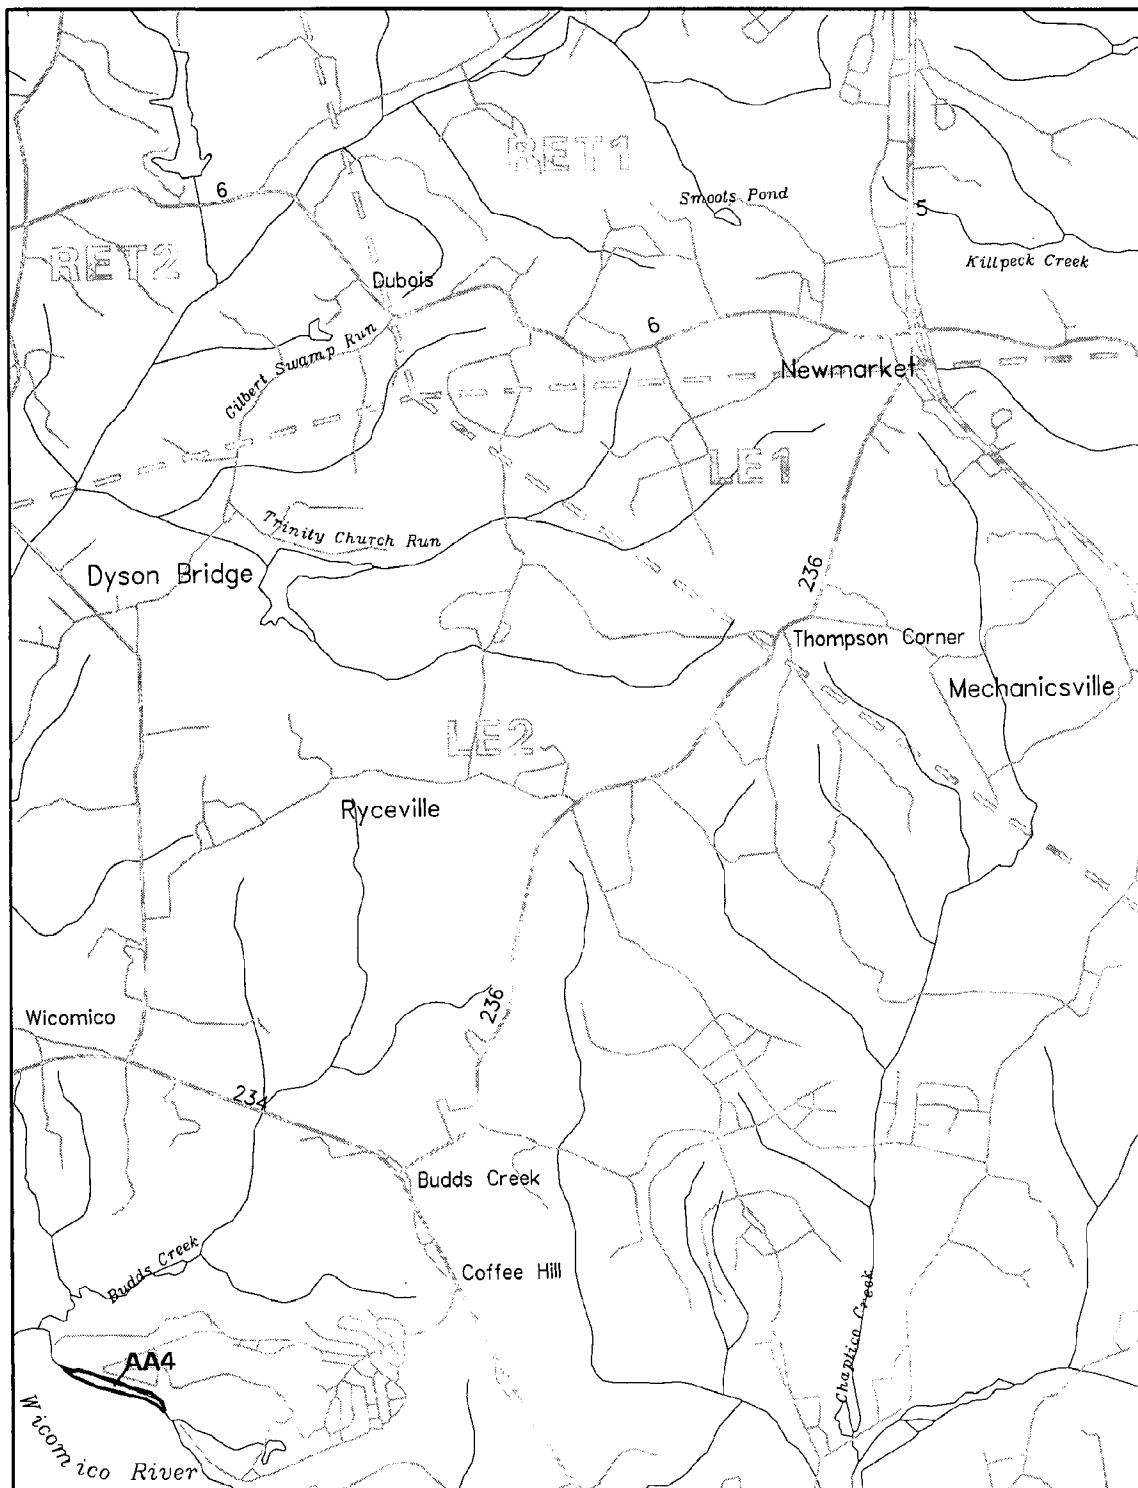 RET1
6
Smoots Pond
5
RET2
Killpeck Creek
Dubois
6
Gilbert Swamp Run
Newmarket
LE1
Trinity Church Run
Dyson Bridge
236
Thompson Corner
Mechanicsville
LE2
Ryceville
236
Wicomico
234
Budds Creek
Budds Creek
Coffee Hill
Chaptico Creek
AA4
Wicomico River